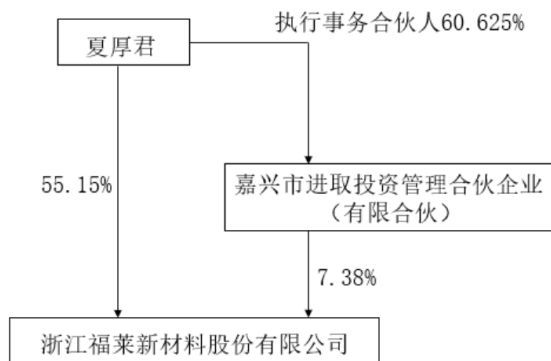 执行事务合伙人60.625%
夏厚君
55.15%
嘉兴市进取投资管理合伙企业
（有限合伙）
7.38%
浙江福莱新材料股份有限公司